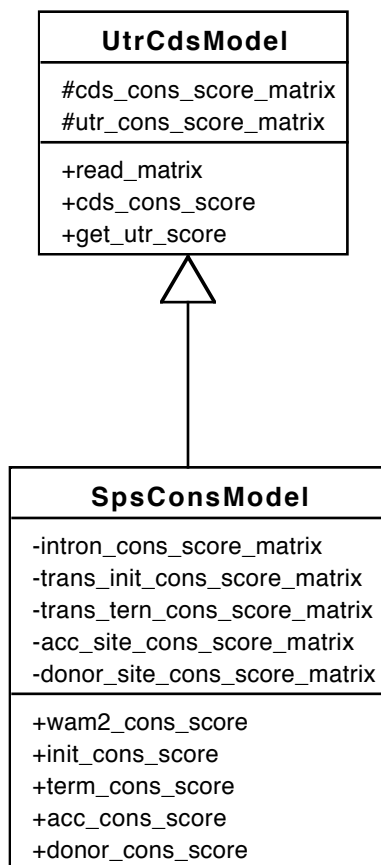 UtrCdsModel
#cds_cons_score_matrix
#utr_cons_score_matrix
+read_matrix
+cds_cons_score
+get_utr_score
SpsConsModel
-intron_cons_score_matrix
-trans_init_cons_score_matrix
-trans_tern_cons_score_matrix
-acc_site_cons_score_matrix
-donor_site_cons_score_matrix
+wam2_cons_score
+init_cons_score
+term_cons_score
+acc_cons_score
+donor_cons_score